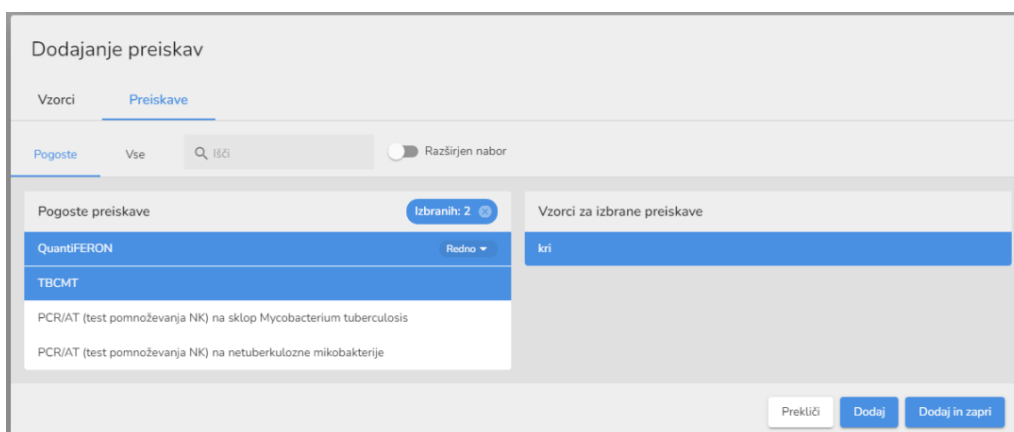 Dodajanje preiskav
Vzorci Preiskave
Pogoste Vse Išči Razširjen nabor
Pogoste preiskave Izbranih: 2 Vzorci za izbrane preiskave
QuantiFERON Redno kri
TBCMT
PCR/AT (test pomnoževanja NK) na sklop Mycobacterium tuberculosis
PCR/AT (test pomnoževanja NK) na netuberkulozne mikobakterije
Prekliči Dodaj Dodaj in zapri